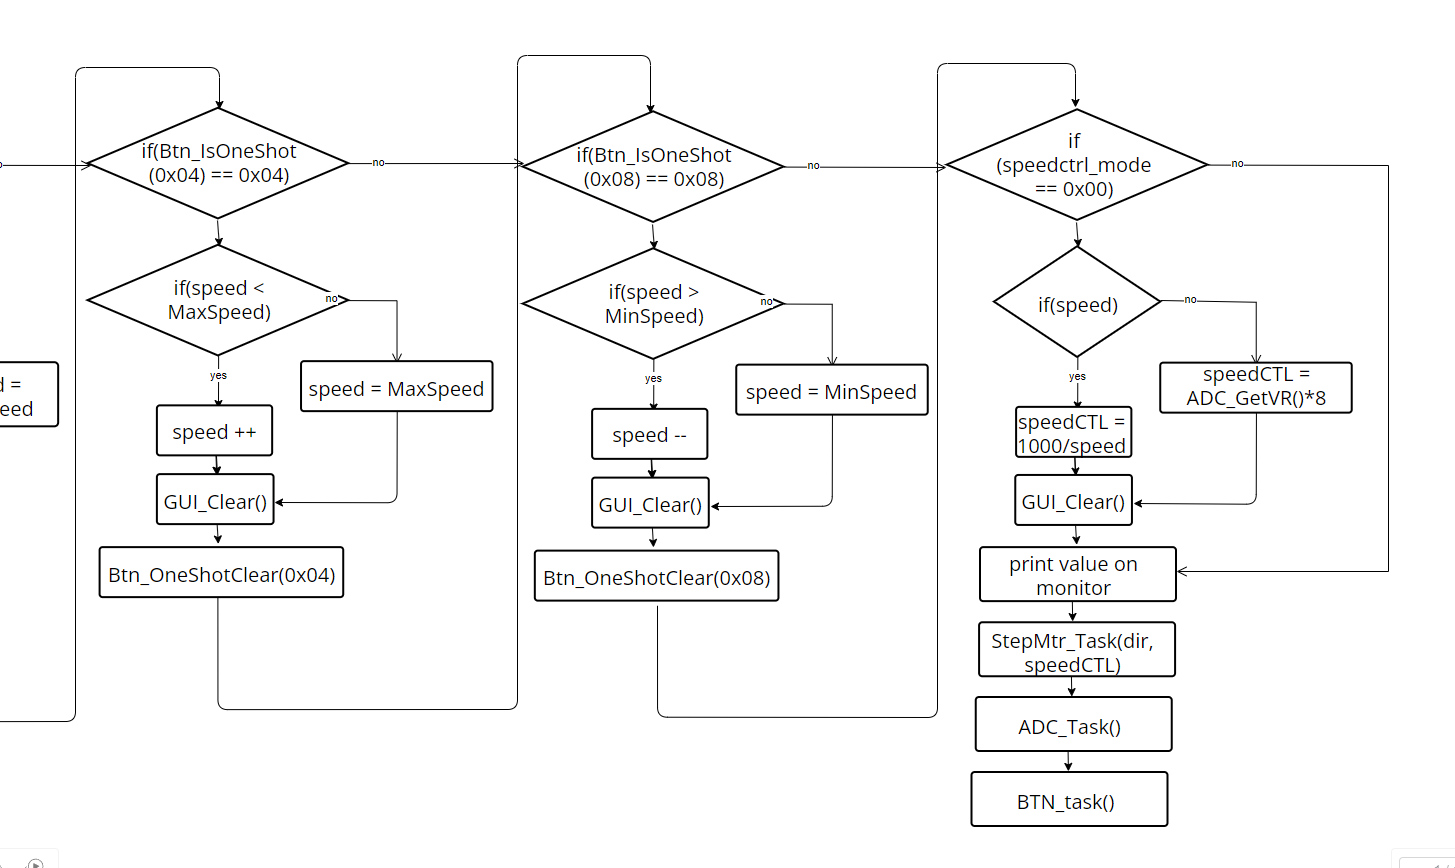 if(Btn_IsOneShot
(0x04) == 0x04)
no
if(speed <
MaxSpeed)
no
yes
speed = MaxSpeed
speed ++
GUI_Clear()
Btn_OneShotClear(0x04)
if(Btn_IsOneShot
(0x08) == 0x08)
no
if(speed >
MinSpeed)
no
yes
speed = MinSpeed
speed --
GUI_Clear()
Btn_OneShotClear(0x08)
if
(speedctrl_mode
== 0x00)
no
if(speed)
no
yes
speedCTL =
ADC_GetVR()*8
speedCTL =
1000/speed
GUI_Clear()
print value on
monitor
StepMtr_Task(dir,
speedCTL)
ADC_Task()
BTN_task()